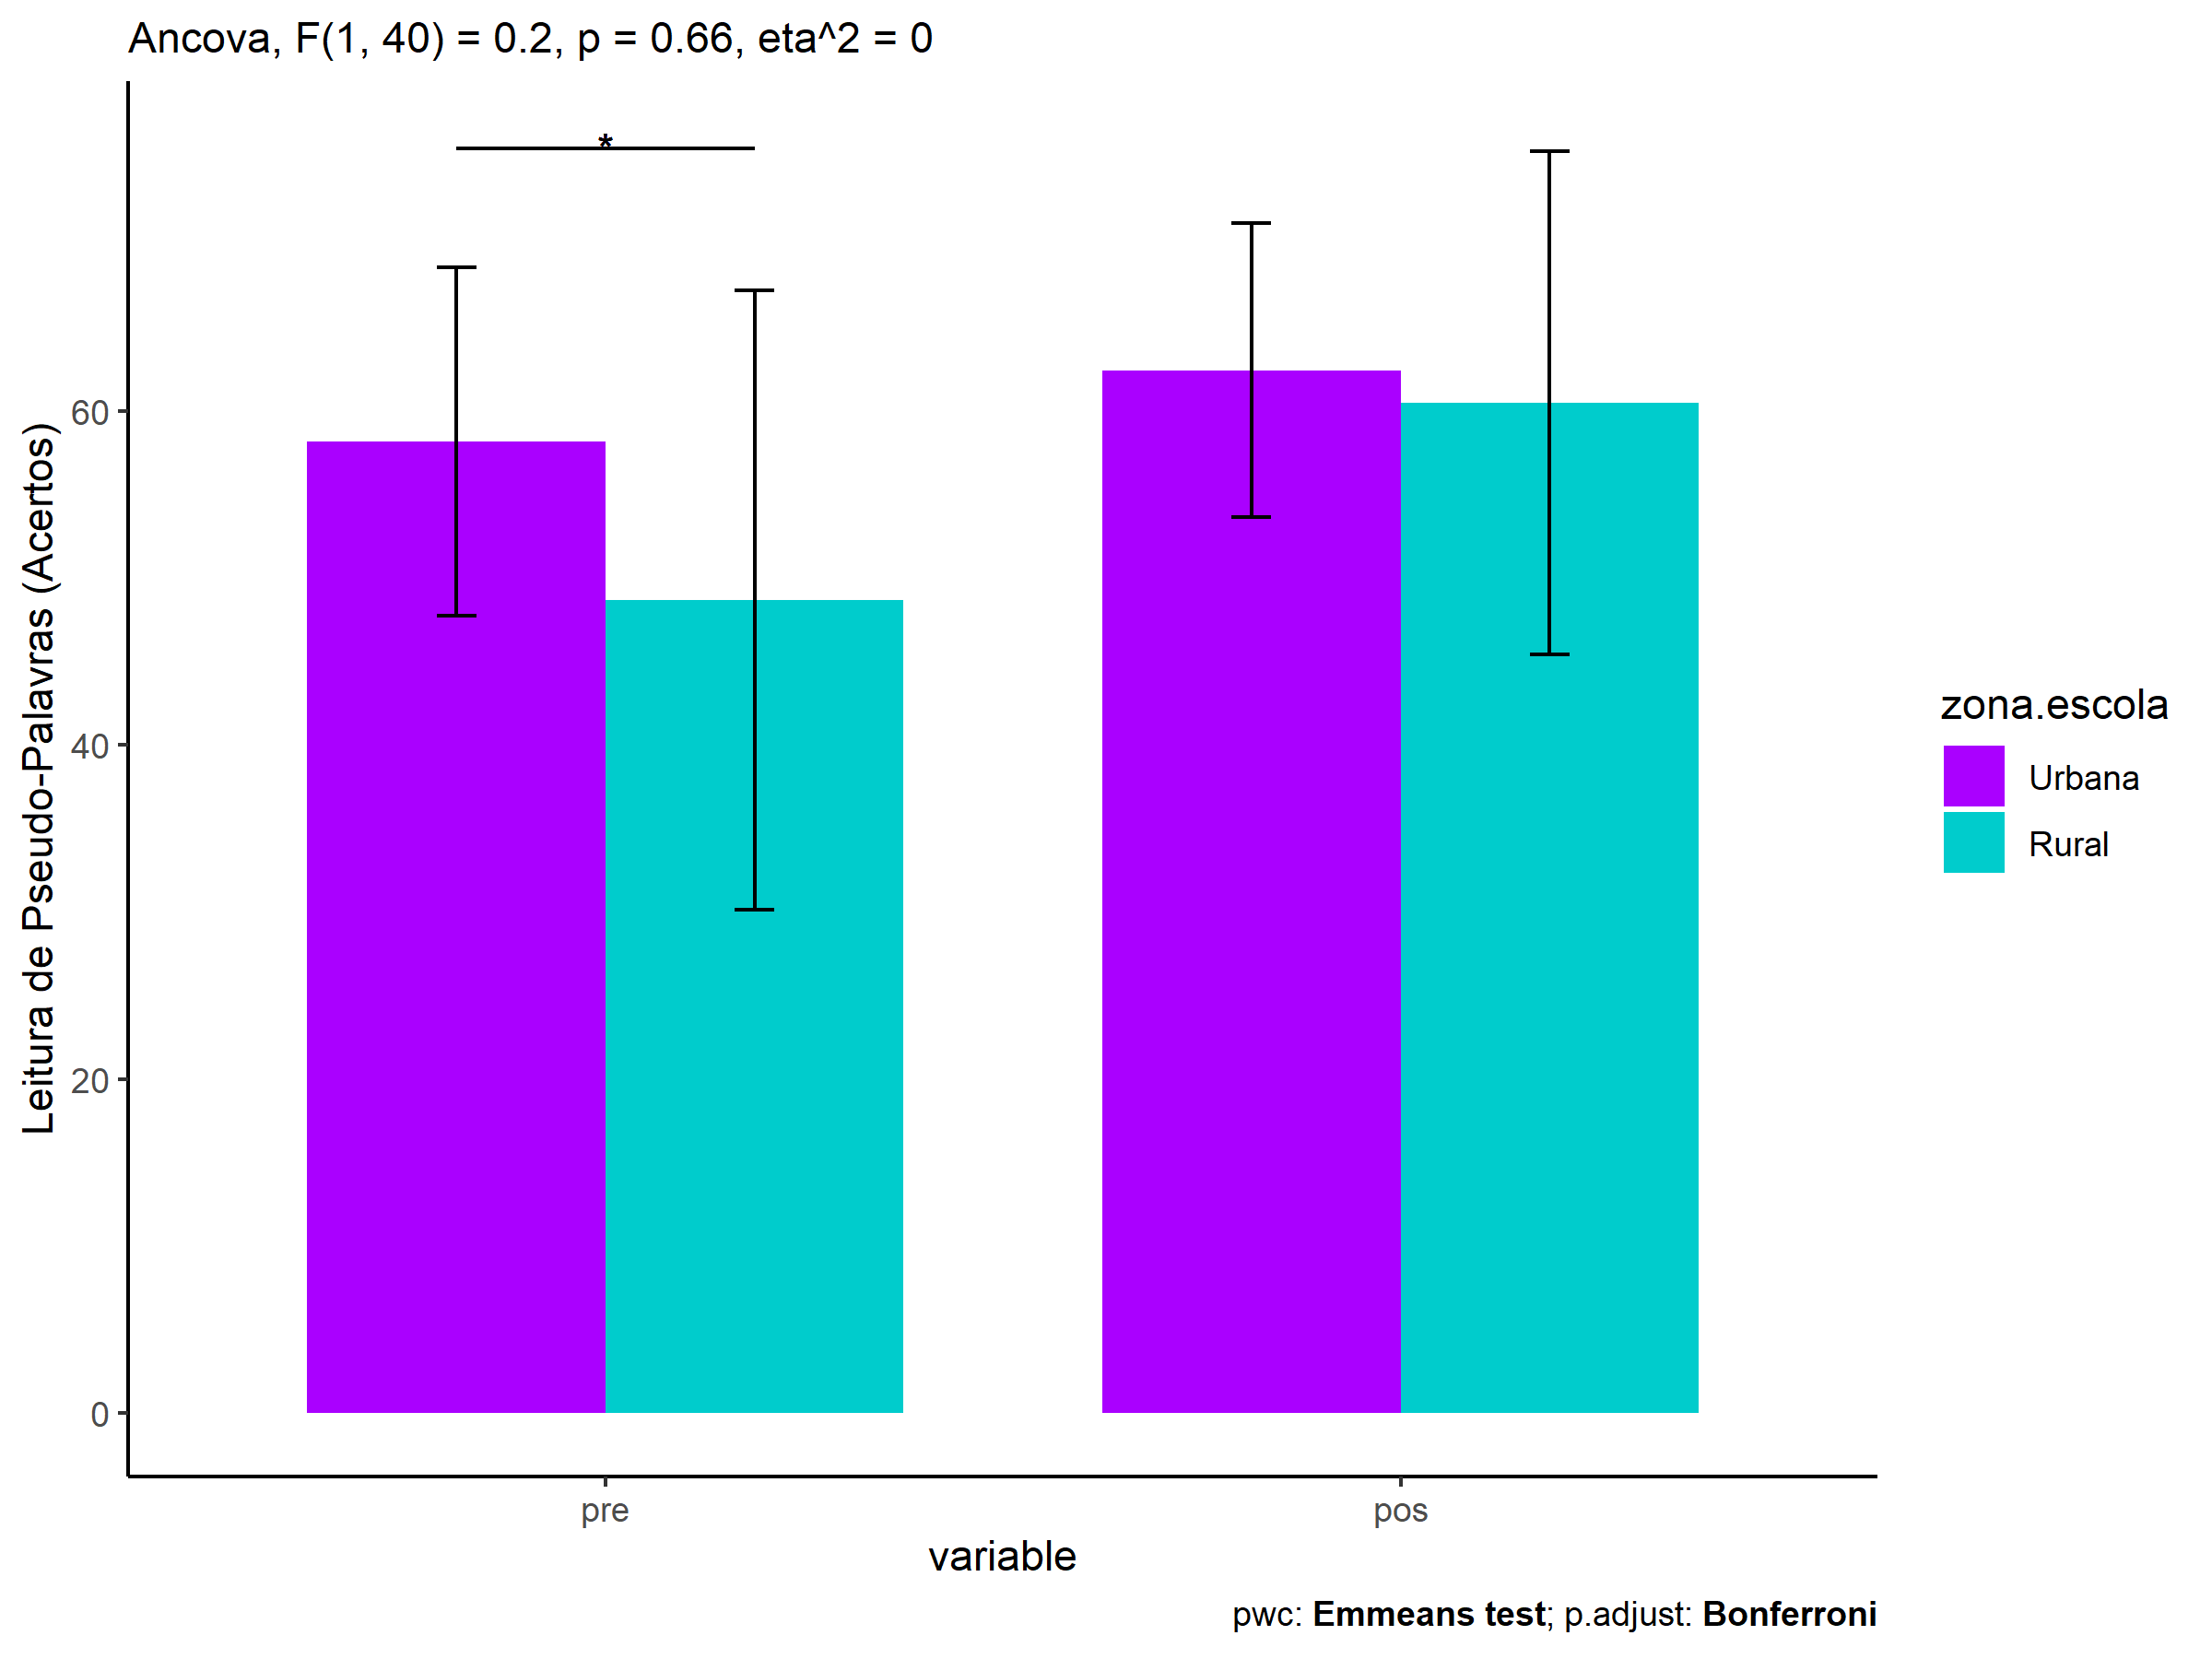 Ancova, F(1, 40) = 0.2, p = 0.66, eta^2 = 0
*
Leitura de Pseudo-Palavras (Acertos)
60
40
20
0
pre
pos
variable
zona.escola
Urbana
Rural
pwc: Emmeans test; p.adjust: Bonferroni